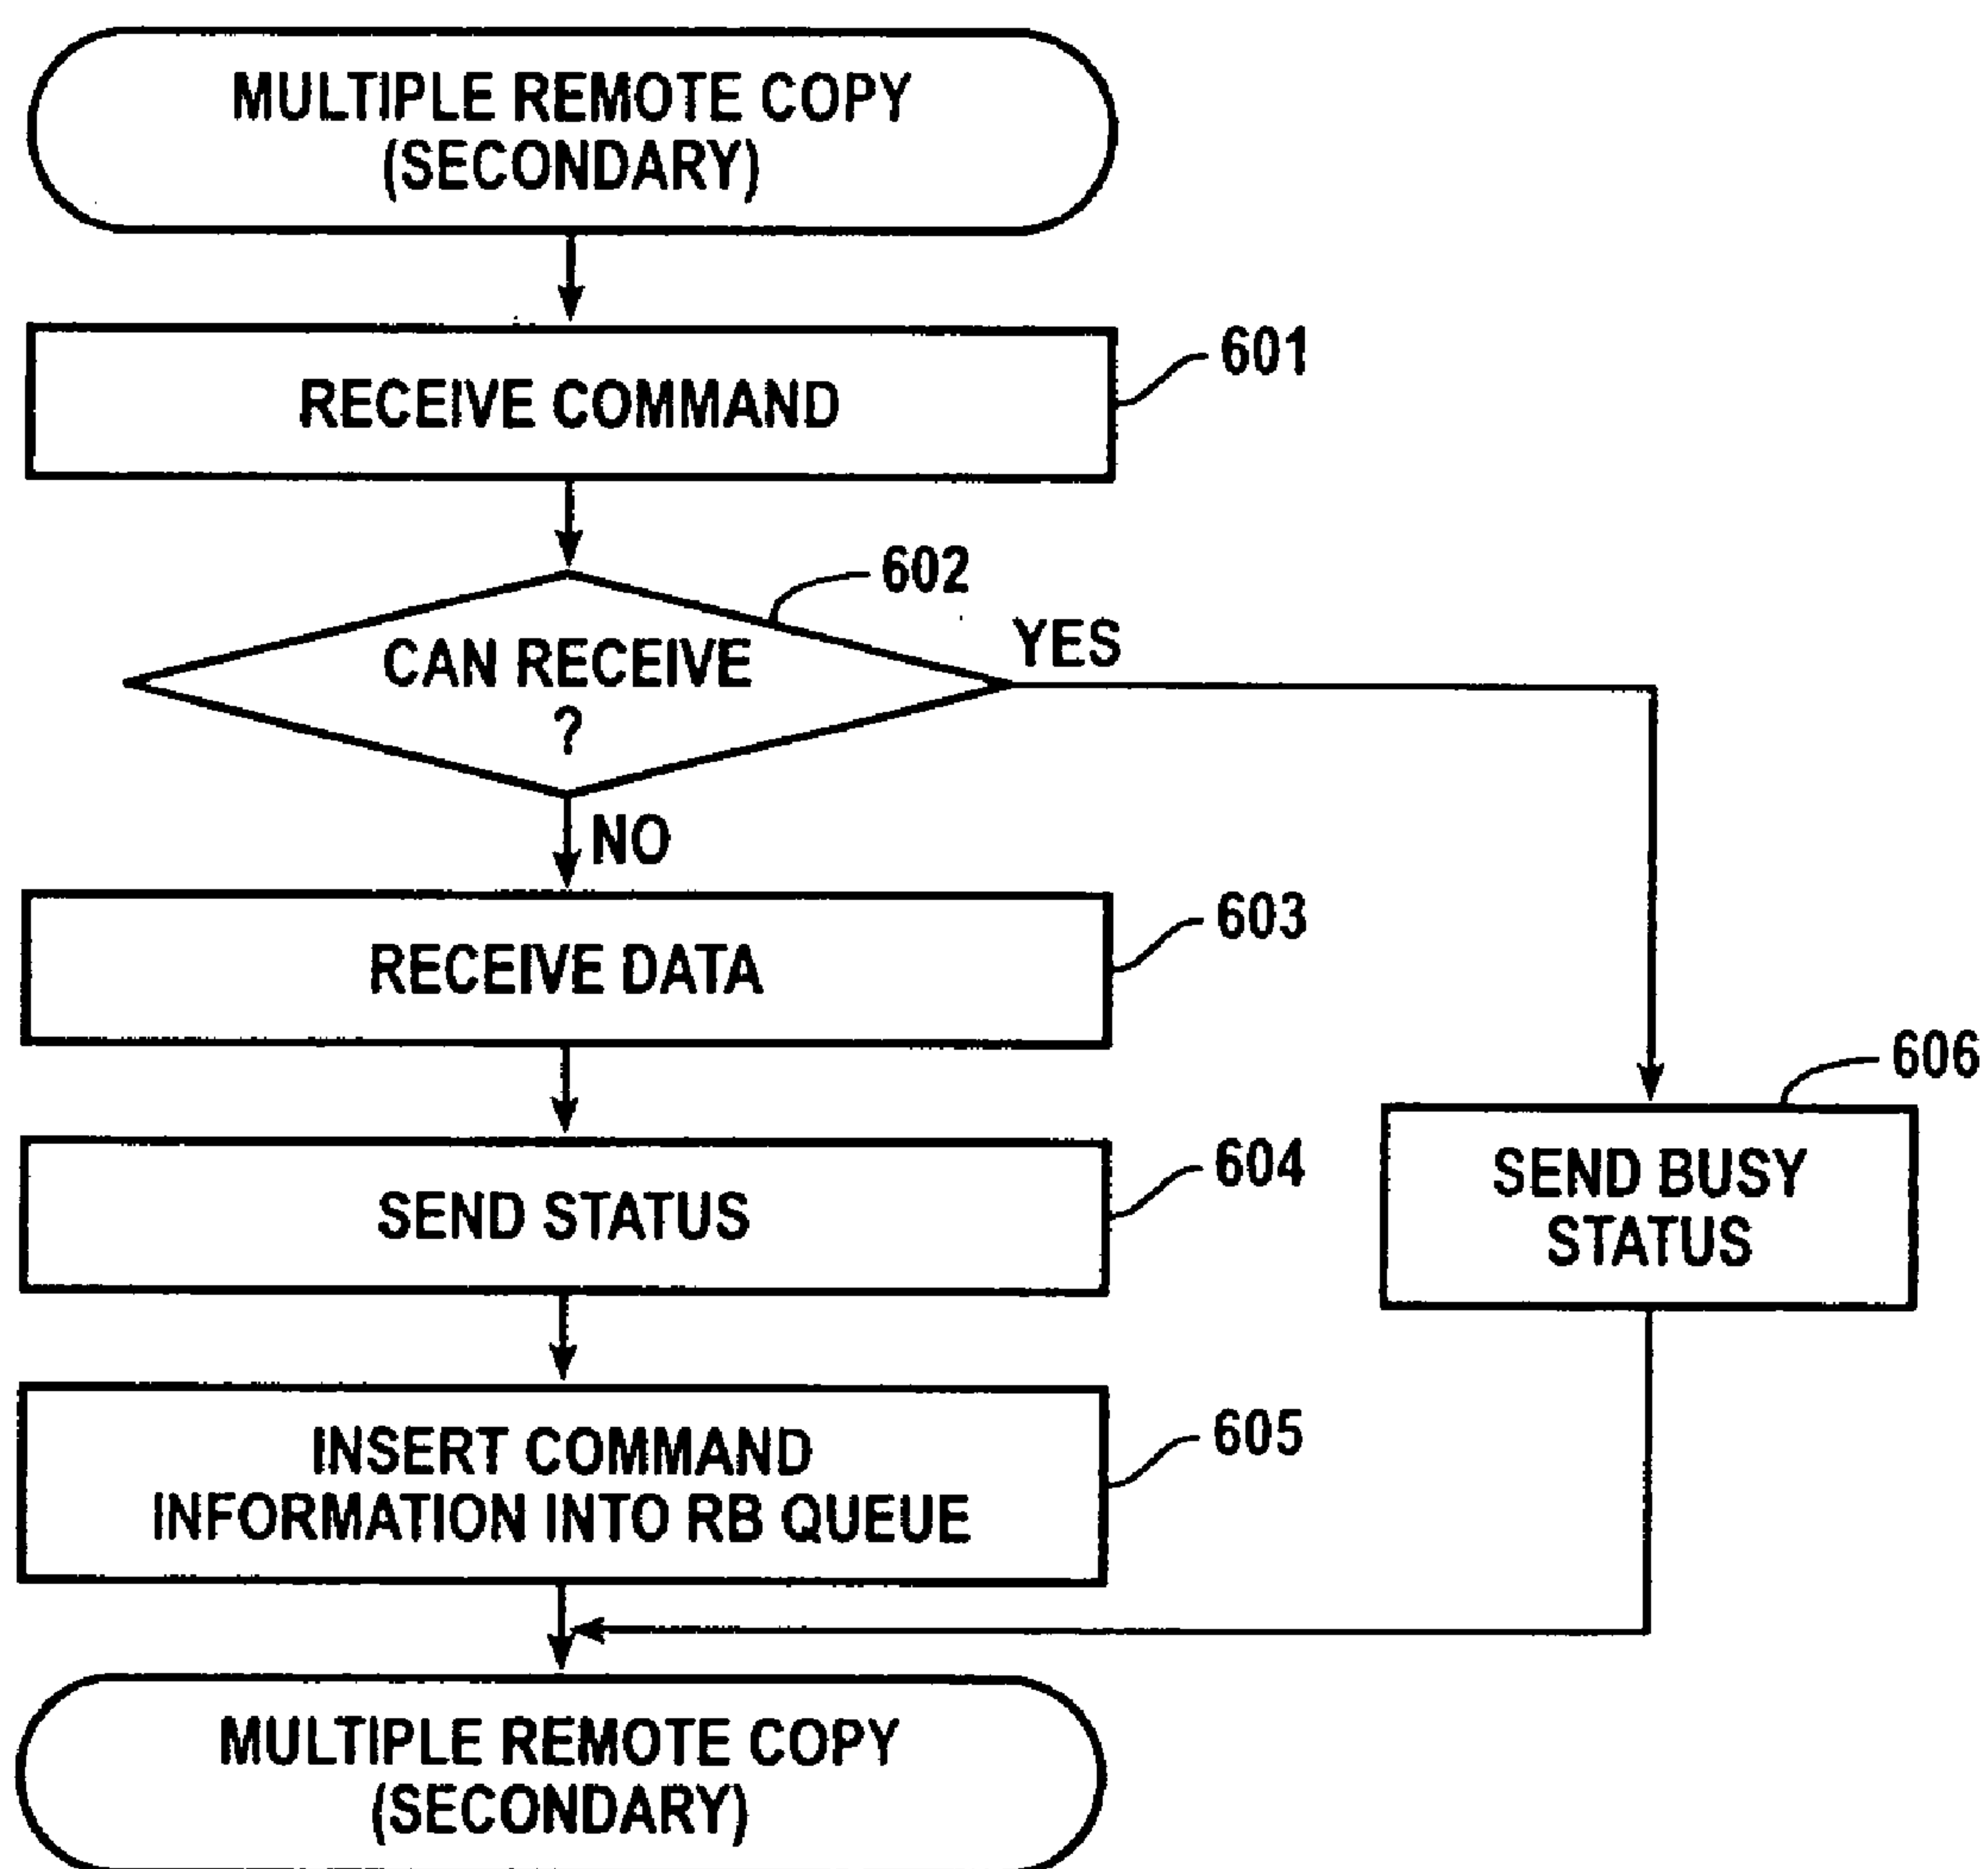 MULTIPLE REMOTE COPY
(SECONDARY)
RECEIVE COMMAND
601
602
CAN RECEIVE
?
YES
NO
RECEIVE DATA
603
SEND STATUS
604
606
SEND BUSY
STATUS
INSERT COMMAND
INFORMATION INTO RB QUEUE
605
MULTIPLE REMOTE COPY
(SECONDARY)